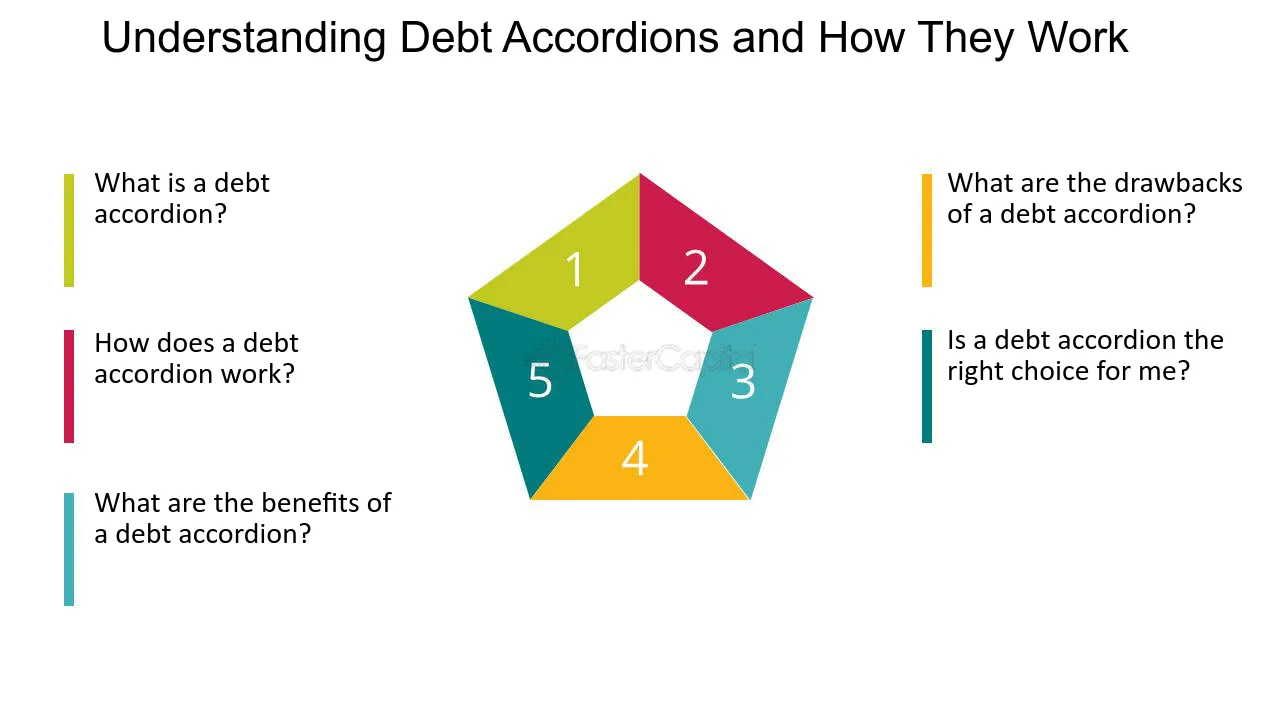 Understanding Debt Accordions and How They Work
What is a debt
accordion?
How does a debt
accordion work?
What are the benefits of
a debt accordion?
1
2
3
4
5
FasterCapital
What are the drawbacks
of a debt accordion?
Is a debt accordion the
right choice for me?